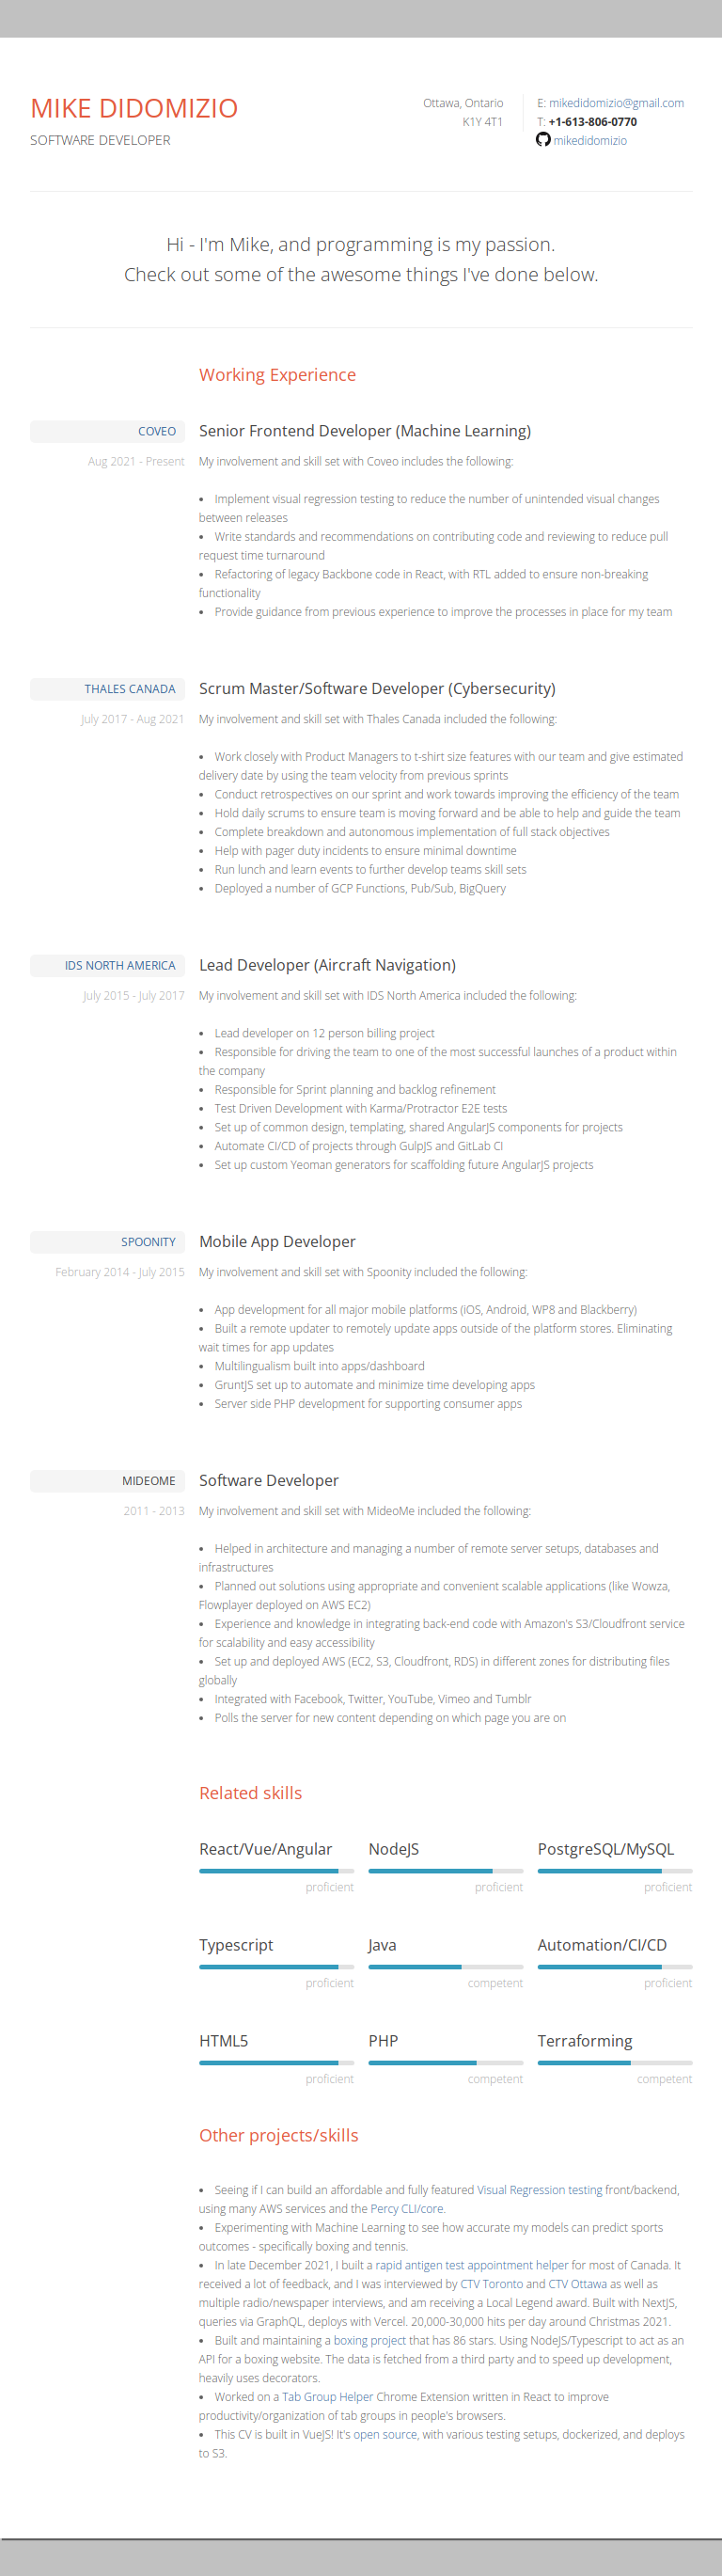 MIKE DIDOMIZIO
SOFTWARE DEVELOPER
Ottawa, Ontario
K1Y 4T1
E: mikedidomizio@gmail.com
T: +1-613-806-0770
mikedidomizio
Hi - I'm Mike, and programming is my passion.
Check out some of the awesome things I've done below.
Working Experience
COVEO
Aug 2021 - Present
Senior Frontend Developer (Machine Learning)
My involvement and skill set with Coveo includes the following:
• Implement visual regression testing to reduce the number of unintended visual changes
between releases
• Write standards and recommendations on contributing code and reviewing to reduce pull
request time turnaround
• Refactoring of legacy Backbone code in React, with RTL added to ensure non-breaking
functionality
• Provide guidance from previous experience to improve the processes in place for my team
THALES CANADA
July 2017 - Aug 2021
Scrum Master/Software Developer (Cybersecurity)
My involvement and skill set with Thales Canada included the following:
• Work closely with Product Managers to t-shirt size features with our team and give estimated
delivery date by using the team velocity from previous sprints
• Conduct retrospectives on our sprint and work towards improving the efficiency of the team
• Hold daily scrums to ensure team is moving forward and be able to help and guide the team
• Complete breakdown and autonomous implementation of full stack objectives
• Help with pager duty incidents to ensure minimal downtime
• Run lunch and learn events to further develop teams skill sets
• Deployed a number of GCP Functions, Pub/Sub, BigQuery
IDS NORTH AMERICA
July 2015 - July 2017
Lead Developer (Aircraft Navigation)
My involvement and skill set with IDS North America included the following:
• Lead developer on 12 person billing project
• Responsible for driving the team to one of the most successful launches of a product within
the company
• Responsible for Sprint planning and backlog refinement
• Test Driven Development with Karma/Protractor E2E tests
• Set up of common design, templating, shared AngularJS components for projects
• Automate CI/CD of projects through GulpJS and GitLab CI
• Set up custom Yeoman generators for scaffolding future AngularJS projects
SPOONITY
February 2014 - July 2015
Mobile App Developer
My involvement and skill set with Spoonity included the following:
• App development for all major mobile platforms (iOS, Android, WP8 and Blackberry)
• Built a remote updater to remotely update apps outside of the platform stores. Eliminating
wait times for app updates
• Multilingualism built into apps/dashboard
• GruntJS set up to automate and minimize time developing apps
• Server side PHP development for supporting consumer apps
MIDEOME
2011 - 2013
Software Developer
My involvement and skill set with MideoMe included the following:
• Helped in architecture and managing a number of remote server setups, databases and
infrastructures
• Planned out solutions using appropriate and convenient scalable applications (like Wowza,
Flowplayer deployed on AWS EC2)
• Experience and knowledge in integrating back-end code with Amazon's S3/Cloudfront service
for scalability and easy accessibility
• Set up and deployed AWS (EC2, S3, Cloudfront, RDS) in different zones for distributing files
globally
• Integrated with Facebook, Twitter, YouTube, Vimeo and Tumblr
• Polls the server for new content depending on which page you are on
Related skills
React/Vue/Angular NodeJS PostgreSQL/MySQL
proficient proficient proficient
Typescript Java Automation/CI/CD
proficient competent proficient
HTML5 PHP Terraforming
proficient competent competent
Other projects/skills
• Seeing if I can build an affordable and fully featured Visual Regression testing front/backend,
using many AWS services and the Percy CLI/core.
• Experimenting with Machine Learning to see how accurate my models can predict sports
outcomes - specifically boxing and tennis.
• In late December 2021, I built a rapid antigen test appointment helper for most of Canada. It
received a lot of feedback, and I was interviewed by CTV Toronto and CTV Ottawa as well as
multiple radio/newspaper interviews, and am receiving a Local Legend award. Built with NextJS,
queries via GraphQL, deploys with Vercel. 20,000-30,000 hits per day around Christmas 2021.
• Built and maintaining a boxing project that has 86 stars. Using NodeJS/Typescript to act as an
API for a boxing website. The data is fetched from a third party and to speed up development,
heavily uses decorators.
• Worked on a Tab Group Helper Chrome Extension written in React to improve
productivity/organization of tab groups in people's browsers.
• This CV is built in VueJS! It's open source, with various testing setups, dockerized, and deploys
to S3.